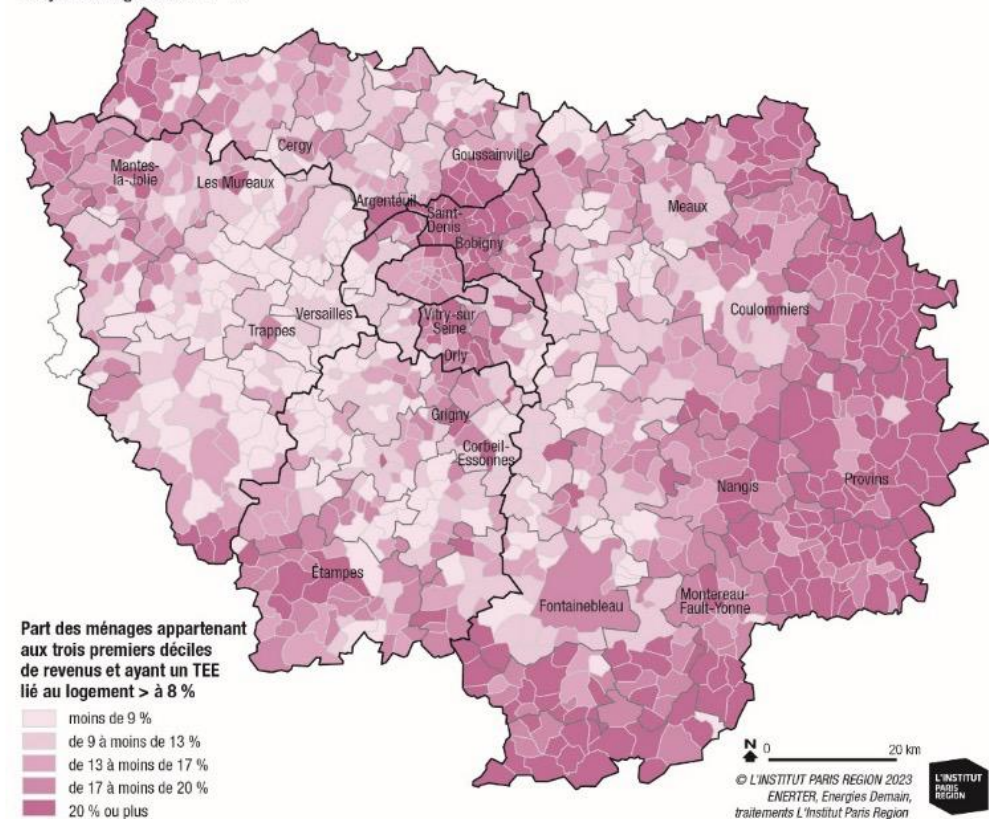 Cergy
Goussainville
Mantes-
la-Jolie
Les Mureaux
Argenteuil
Saint-
Denis
Bobigny
Meaux
Versailles
Vitry-sur
Seine
Trappes
Coulommiers
Orly
Grigny
Corbeil-
Essonnes
Nangis
Provins
Étampes
Fontainebleau
Montereau-
Fault-Yonne
Part des ménages appartenant
aux trois premiers déciles
de revenus et ayant un TEE
lié au logement > à 8 %
moins de 9 %
de 9 à moins de 13 %
de 13 à moins de 17 %
de 17 à moins de 20 %
20 % ou plus
N 0 20 km
© L'INSTITUT PARIS REGION 2023
ENERTER, Energies Demain,
traitements L'Institut Paris Region
L'INSTITUT
PARIS
REGION